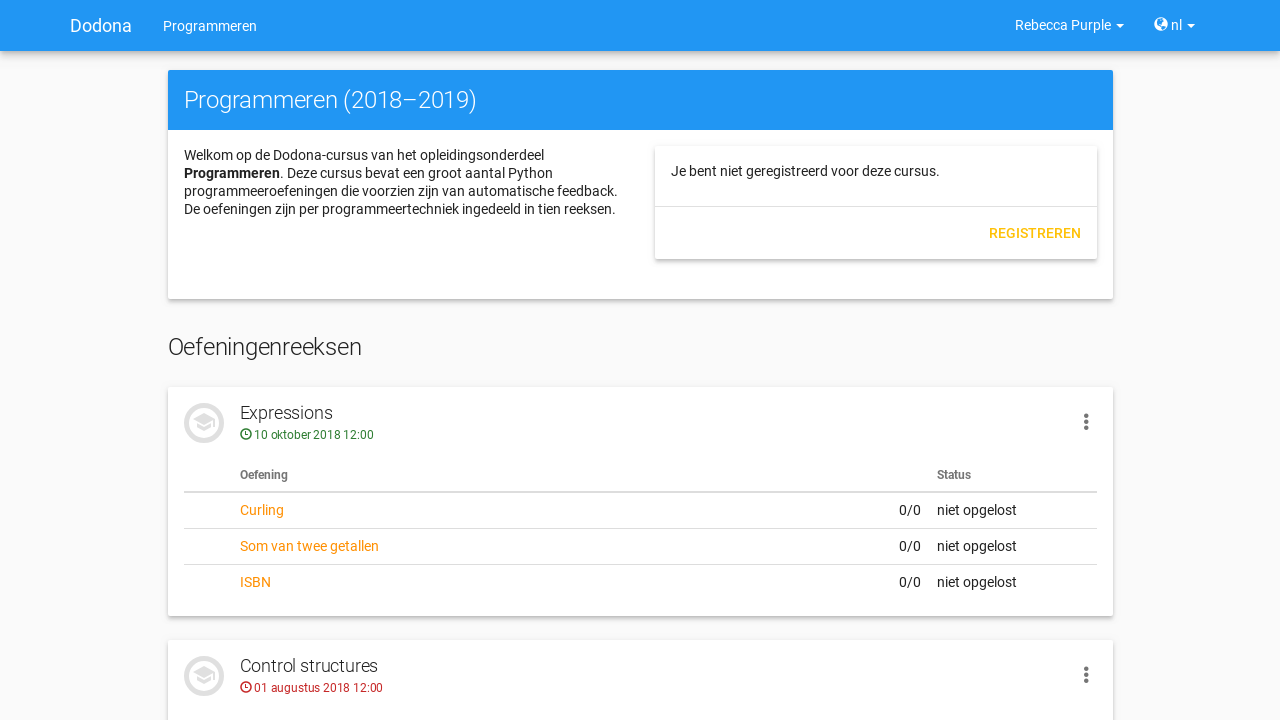 Dodona Programmeren Rebecca Purple nl
Programmeren (2018–2019)
Welkom op de Dodona-cursus van het opleidingsonderdeel
Programmeren. Deze cursus bevat een groot aantal Python
programmeeroefeningen die voorzien zijn van automatische feedback.
De oefeningen zijn per programmeertechniek ingedeeld in tien reeksen.
Je bent niet geregistreerd voor deze cursus.
REGISTREREN
Oefeningenreeksen
Expressions
10 oktober 2018 12:00
Oefening Status
Curling 0/0 niet opgelost
Som van twee getallen 0/0 niet opgelost
ISBN 0/0 niet opgelost
Control structures
01 augustus 2018 12:00